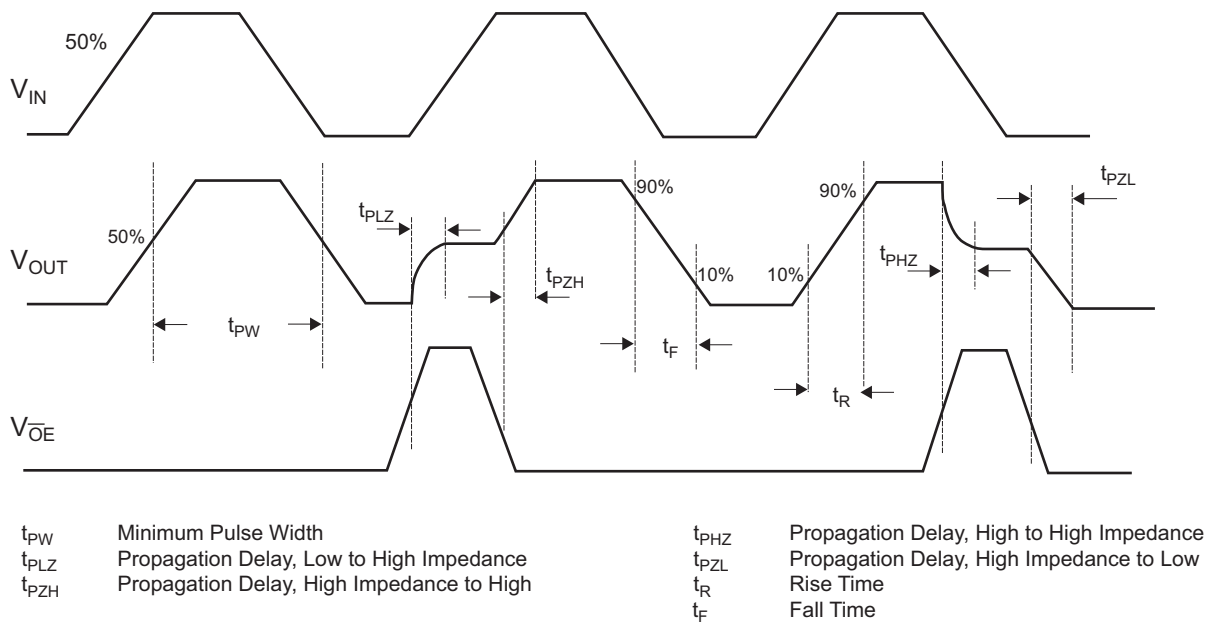 50%
V_IN
90%
90%
t_PZL
t_PLZ
50%
V_OUT
t_PHZ
10%
10%
t_PZH
t_PW
t_F
t_R
V_O̅E̅
t_PW Minimum Pulse Width
t_PLZ Propagation Delay, Low to High Impedance
t_PZH Propagation Delay, High Impedance to High
t_PHZ Propagation Delay, High to High Impedance
t_PZL Propagation Delay, High Impedance to Low
t_R Rise Time
t_F Fall Time